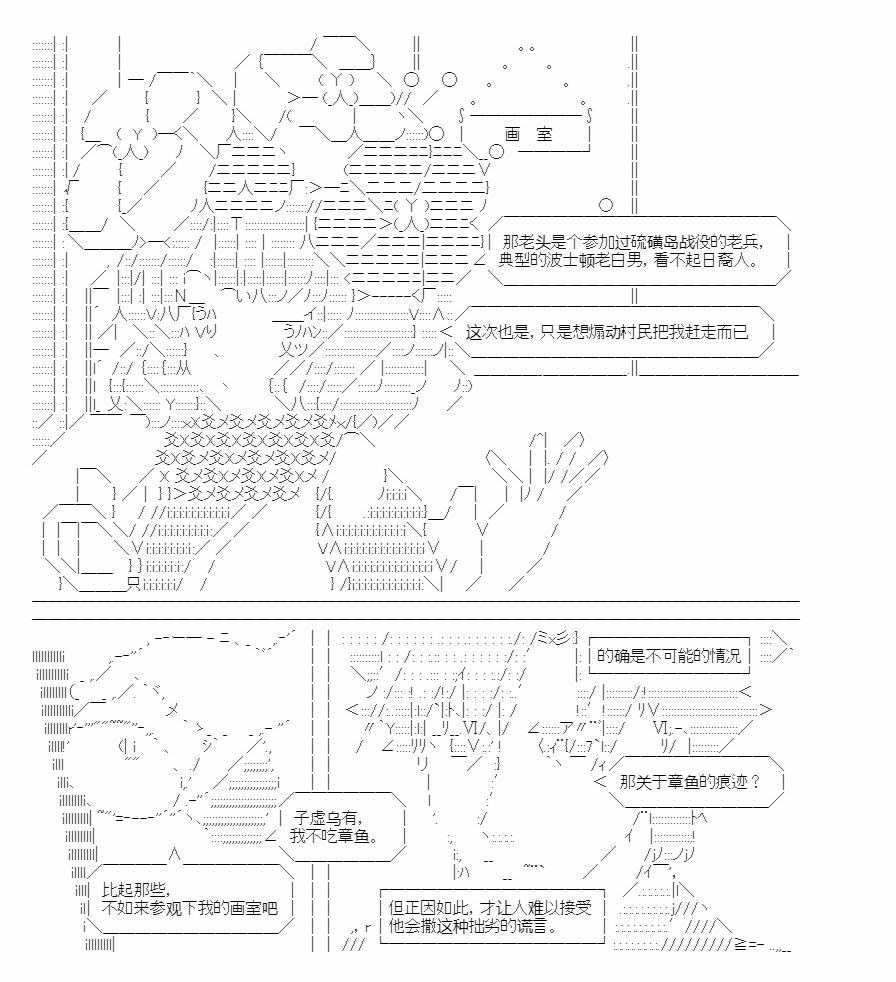 画 室
那老头是个参加过硫磺岛战役的老兵，
典型的波士顿老白男，看不起日裔人。
这次也是，只是想煽动村民把我赶走而已
的确是不可能的情况
那关于章鱼的痕迹？
子虚乌有，
我不吃章鱼。
比起那些，
不如来参观下我的画室吧
但正因如此，才让人难以接受
他会撒这种拙劣的谎言。